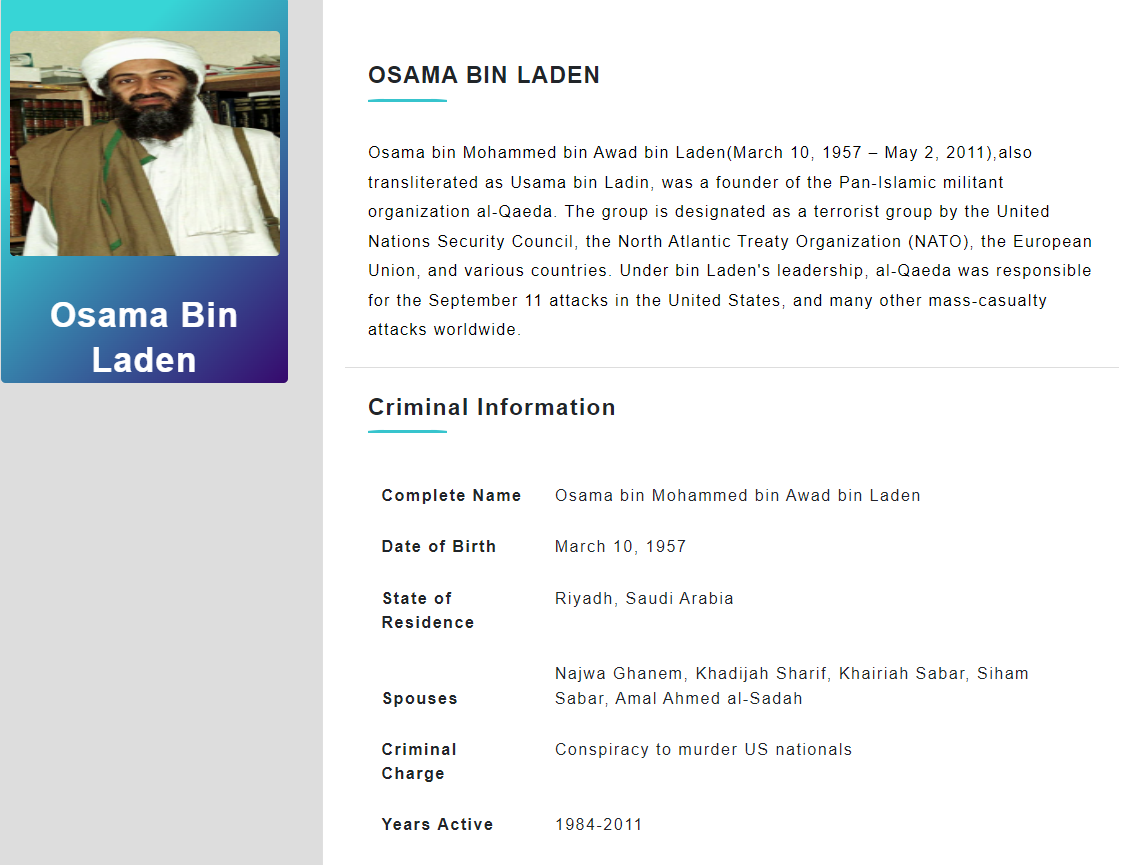 Osama Bin
Laden
OSAMA BIN LADEN
Osama bin Mohammed bin Awad bin Laden(March 10, 1957 – May 2, 2011),also
transliterated as Usama bin Ladin, was a founder of the Pan-Islamic militant
organization al-Qaeda. The group is designated as a terrorist group by the United
Nations Security Council, the North Atlantic Treaty Organization (NATO), the European
Union, and various countries. Under bin Laden's leadership, al-Qaeda was responsible
for the September 11 attacks in the United States, and many other mass-casualty
attacks worldwide.
Criminal Information
Complete Name Osama bin Mohammed bin Awad bin Laden
Date of Birth March 10, 1957
State of Riyadh, Saudi Arabia
Residence
Najwa Ghanem, Khadijah Sharif, Khairiah Sabar, Siham
Spouses Sabar, Amal Ahmed al-Sadah
Criminal Conspiracy to murder US nationals
Charge
Years Active 1984-2011